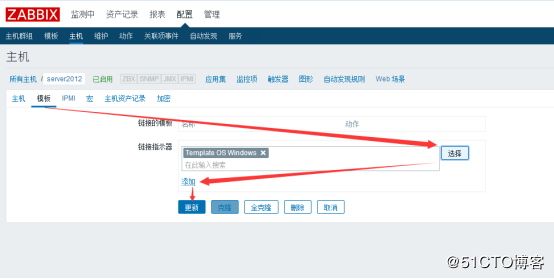 ZABBIX 监测中 资产记录 报表 配置 管理
主机群组 模板 主机 维护 动作 关联项事件 自动发现 服务
主机
所有主机 / server2012 已启用 ZBX SNMP JMX IPMI 应用集 监控项 触发器 图形 自动发现规则 Web 场景
主机 模板 IPMI 宏 主机资产记录 加密
链接的模板 名称 动作
链接指示器 Template OS Windows 选择
在此输入搜索
添加
更新 克隆 全克隆 删除 取消
@51CTO博客